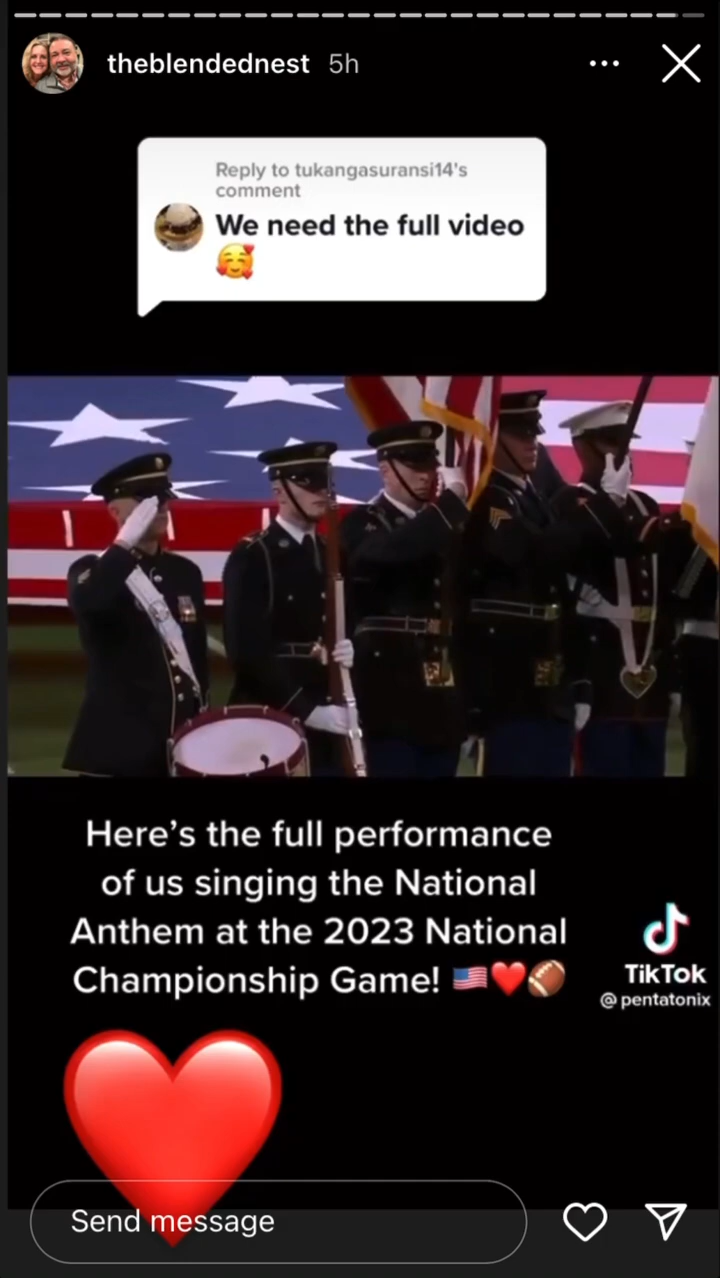 theblendednest 5h
Reply to tukangasuransi14's
comment
We need the full video
🥰
Here's the full performance
of us singing the National
Anthem at the 2023 National
Championship Game! 🇺🇸❤️🏈
TikTok
@pentatonix
Send message